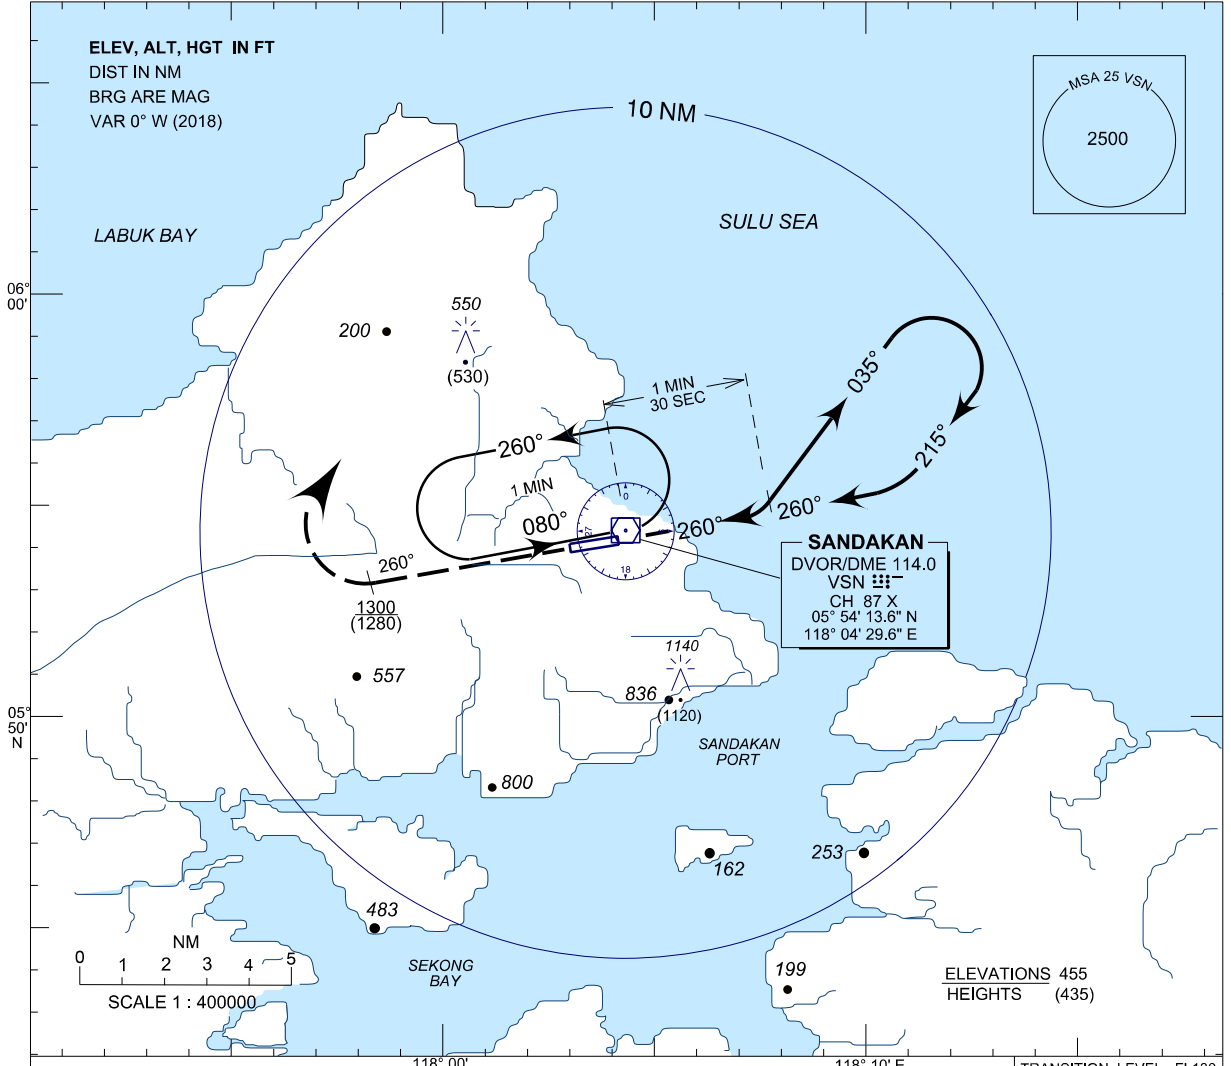 ELEV, ALT, HGT IN FT
DIST IN NM
BRG ARE MAG
VAR 0° W (2018)
10 NM
MSA 25 VSN
2500
LABUK BAY
SULU SEA
06°
00'
550
200
(530)
1 MIN
30 SEC
035°
215°
260°
1 MIN
080°
260°
260°
260°
0
27
18
SANDAKAN
DVOR/DME 114.0
VSN
CH 87 X
05° 54' 13.6" N
118° 04' 29.6" E
1300
(1280)
557
1140
836
(1120)
05°
50'
N
SANDAKAN
PORT
800
253
162
483
NM
0 1 2 3 4 5
SCALE 1 : 400000
SEKONG
BAY
199
ELEVATIONS 455
HEIGHTS (435)
118° 00'
118° 10' E